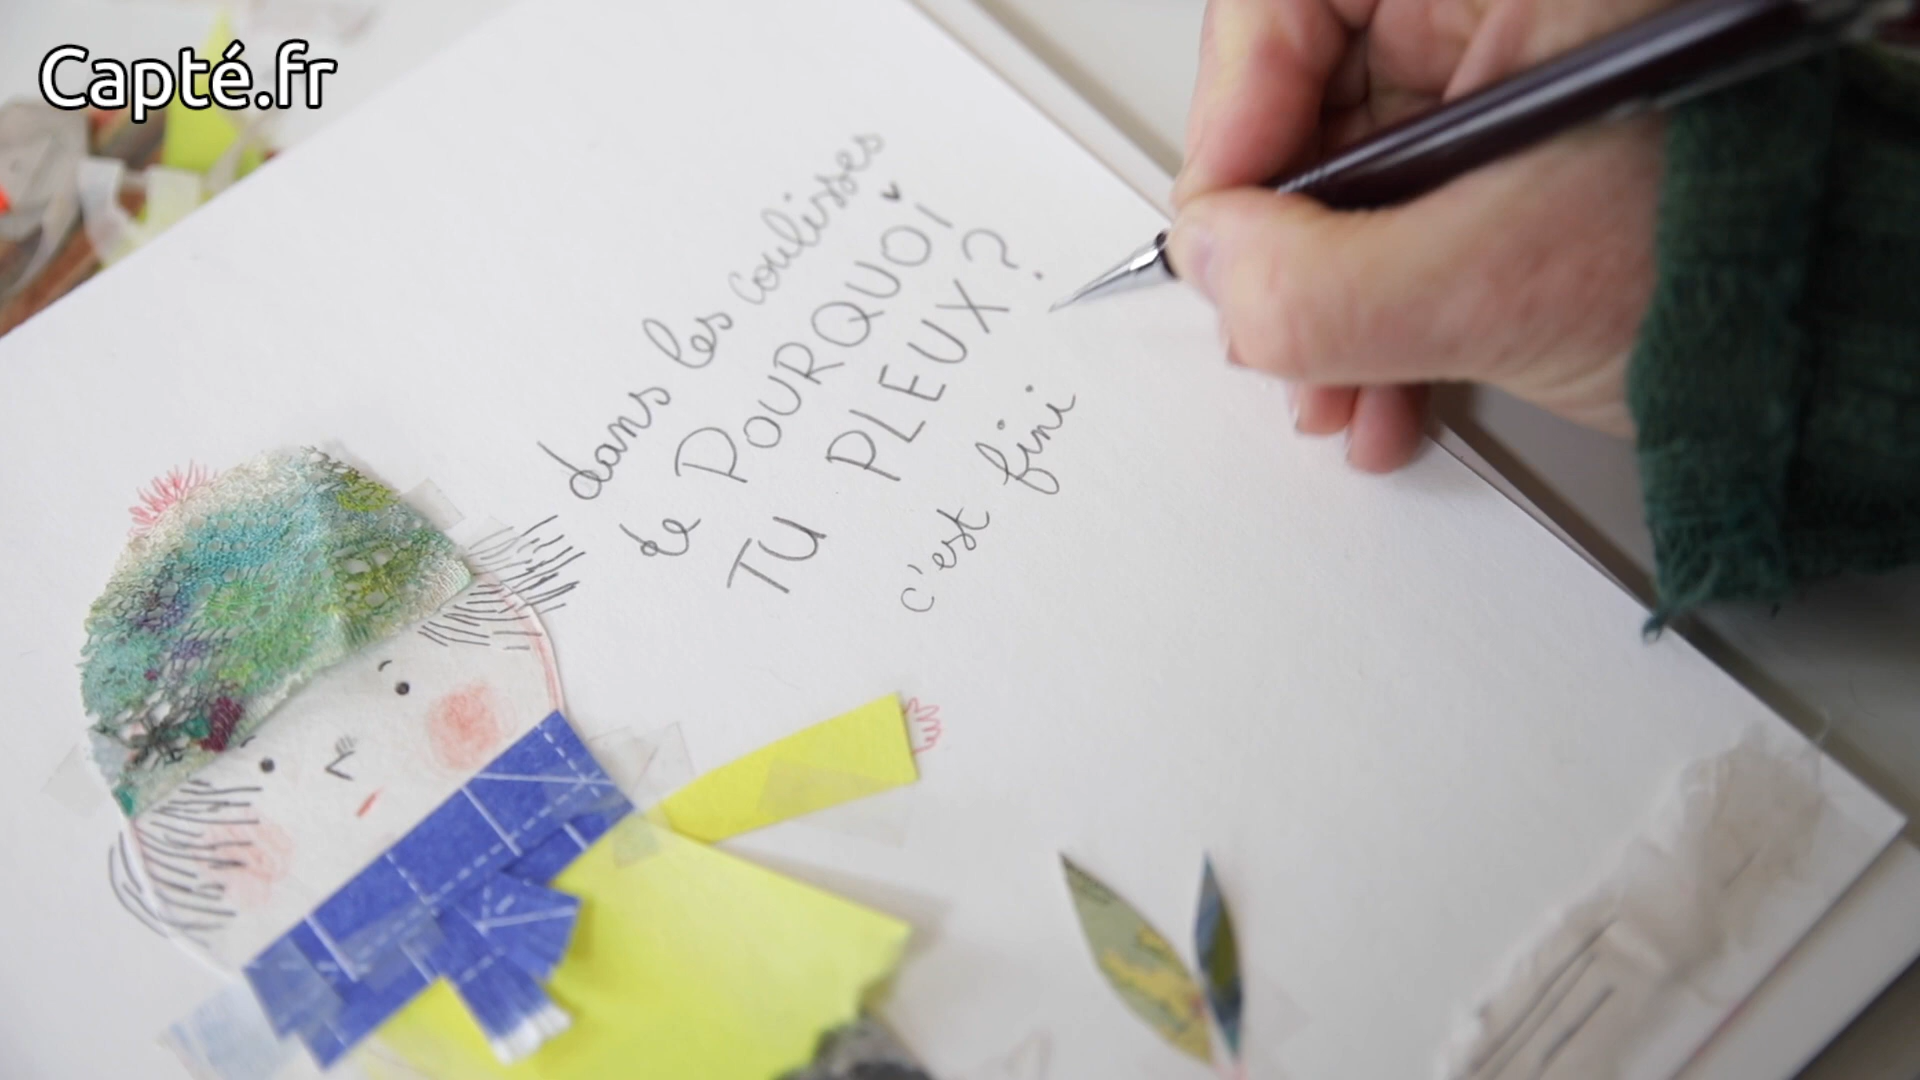 Capté.fr
dans les coulisses
de POURQUOI
TU PLEUX ?
c'est fini